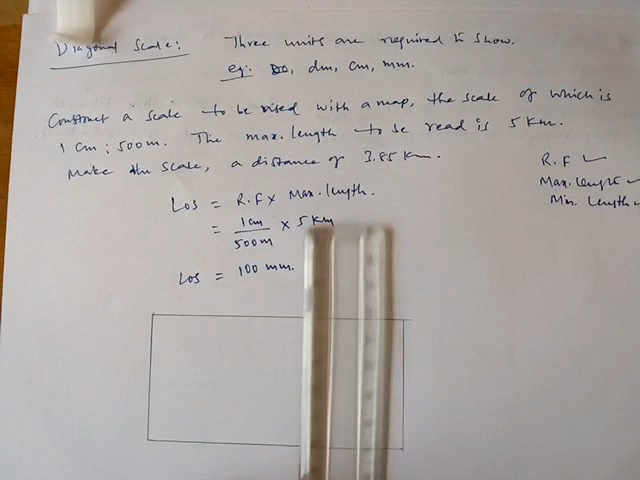 Diagonal Scale: Three units are required to show.
eg: dm, cm, mm.
Construct a scale to be used with a map, the scale of which is
1 cm : 500m. The max. length to be read is 5 Km.
Make the scale, a distance of 3.85 Km.
R.F ✓
Max. length ✓
Min. length ✓
LOS = R.F x Max. length.
= 1cm / 500m x 5 Km
LOS = 100 mm.